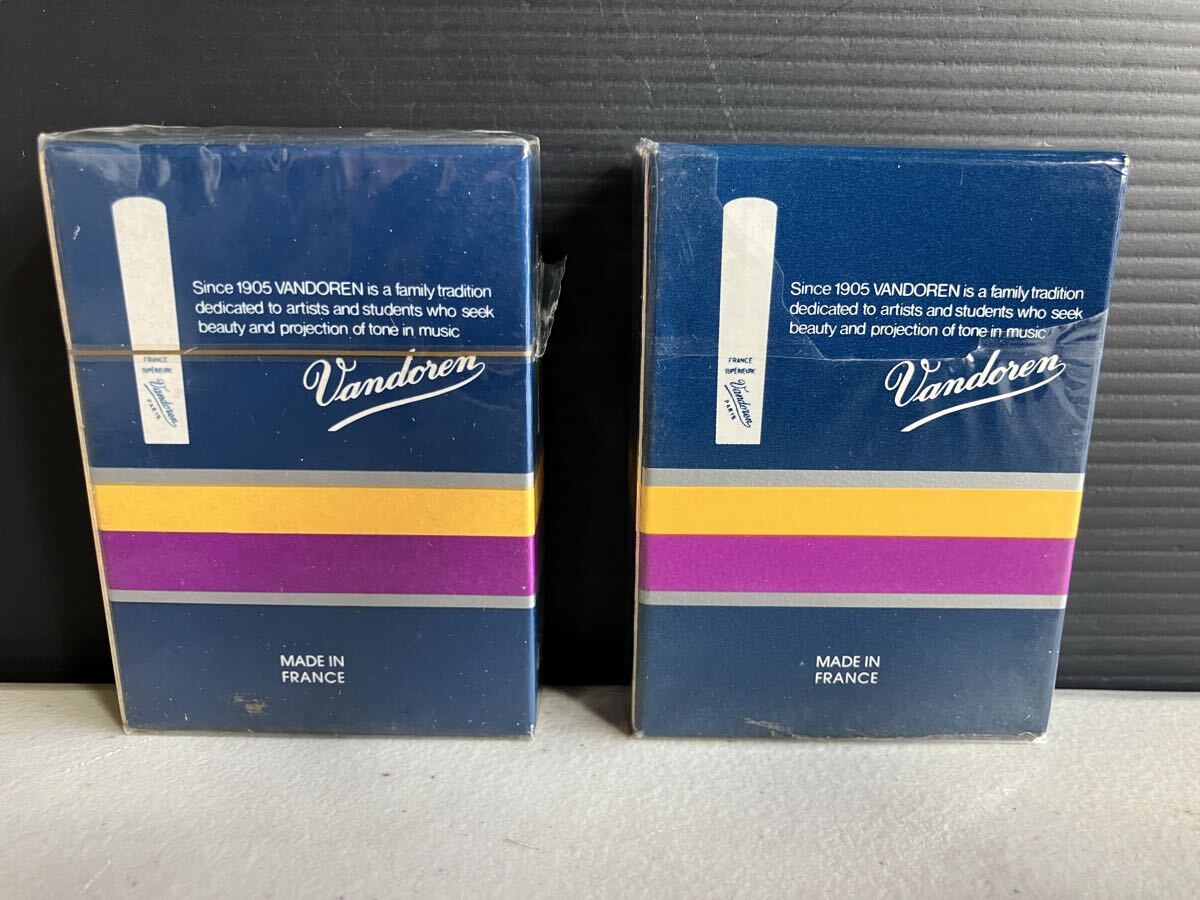 Since 1905 VANDOREN is a family tradition
dedicated to artists and students who seek
beauty and projection of tone in music
FRANCE
SUPÉRIEURE
Vandoren
PARIS
Vandoren
MADE IN
FRANCE
Since 1905 VANDOREN is a family tradition
dedicated to artists and students who seek
beauty and projection of tone in music
FRANCE
SUPÉRIEURE
Vandoren
PARIS
Vandoren
MADE IN
FRANCE